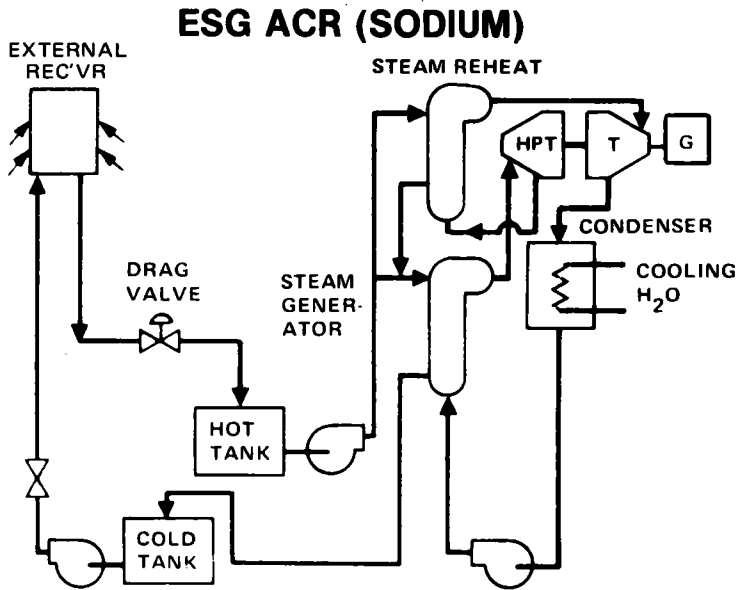 ESG ACR (SODIUM)
EXTERNAL
REC'VR
STEAM REHEAT
HPT
T
G
CONDENSER
COOLING
H₂O
DRAG
VALVE
STEAM
GENER-
ATOR
HOT
TANK
COLD
TANK